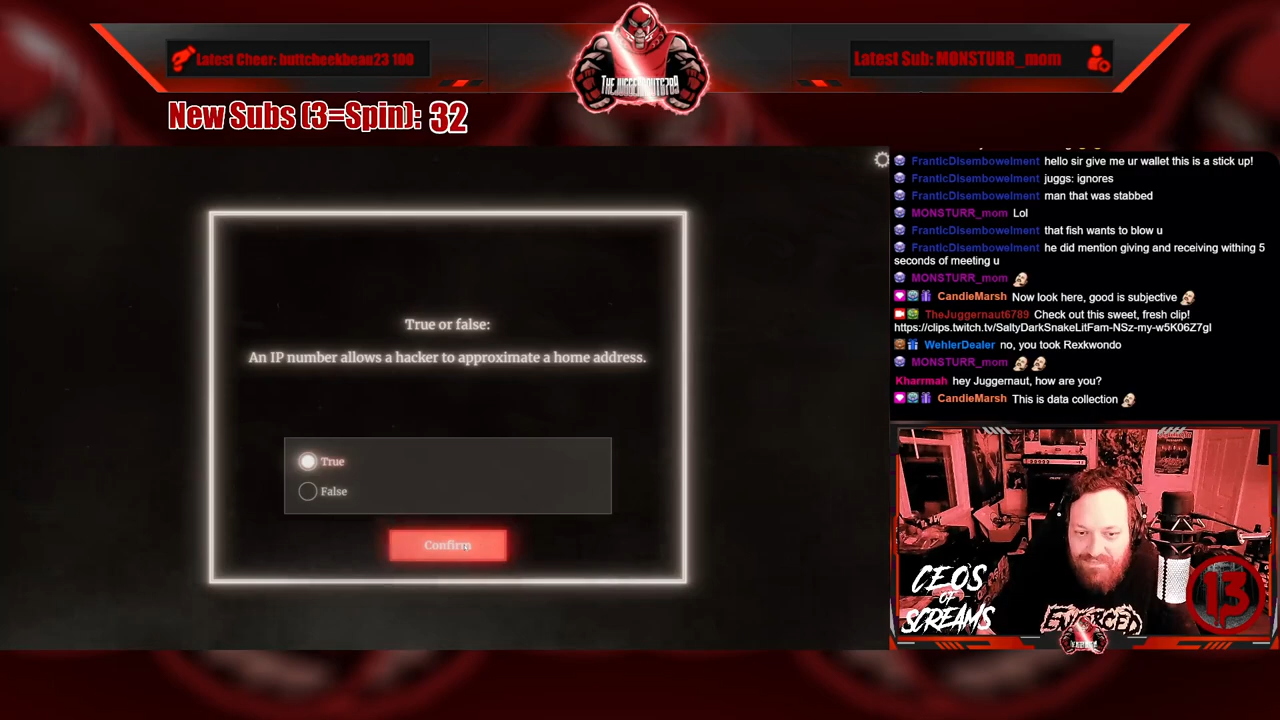 Latest Cheer: buttcheekbeau23 100
THEJUGGERNAUT6789
Latest Sub: MONSTURR_mom
New Subs (3=Spin): 32
True or false:
An IP number allows a hacker to approximate a home address.
True
False
Confirm
FranticDIsembowelment hello sir give me ur wallet this is a stick up!
FranticDIsembowelment juggs: ignores
FranticDIsembowelment man that was stabbed
MONSTURR_mom Lol
FranticDIsembowelment that fish wants to blow u
FranticDIsembowelment he did mention giving and receiving withing 5
seconds of meeting u
MONSTURR_mom
CandieMarsh Now look here, good is subjective
TheJuggernaut6789 Check out this sweet, fresh clip!
https://clips.twitch.tv/SaltyDarkSnakeLitFam-NSz-my-w5K06Z7gI
WehlerDealer no, you took Rexkwondo
MONSTURR_mom
Kharrmah hey Juggernaut, how are you?
CandieMarsh This is data collection
CEOS
OF
SCREAMS
ENFORCED
13